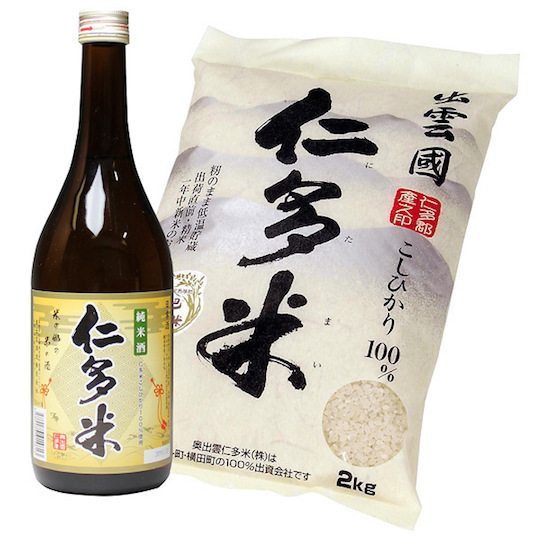 純米酒
仁多米
出雲國
仁多米
にたまい
籾のまま低温貯蔵
出荷直前・精米
一年中新米の
仁多郡
産之印
こしひかり
100%
奥出雲仁多米(株)は
町・横田町の100%出資会社です
2kg